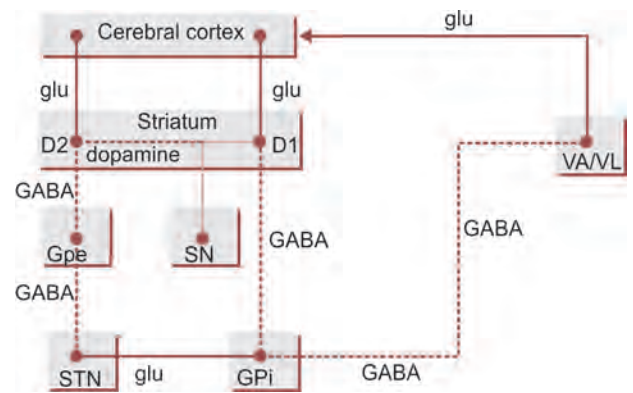 Cerebral cortex
glu
glu
glu
Striatum
D2
dopamine
D1
VA/VL
GABA
GABA
GABA
Gpe
SN
GABA
STN
glu
GPi
GABA